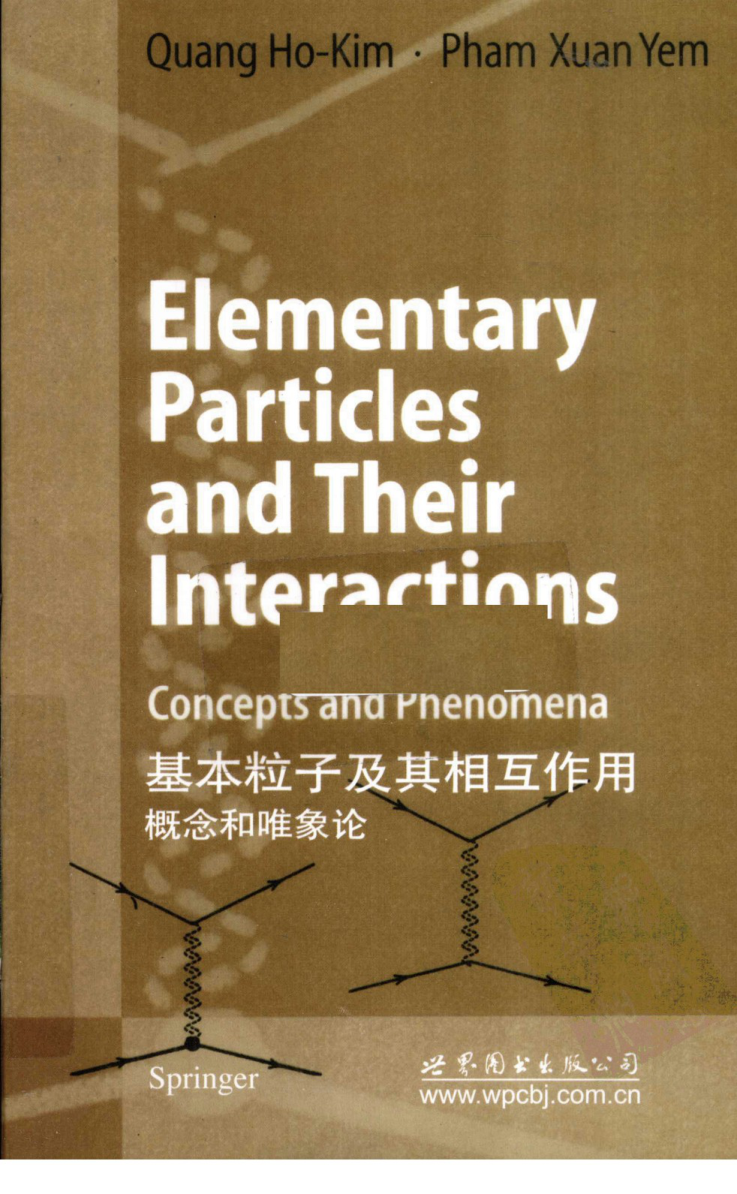 Quang Ho-Kim · Pham Xuan Yem
Elementary
Particles
and Their
Interactions
Concepts and Phenomena
基本粒子及其相互作用
概念和唯象论
Springer
世界图书出版公司
www.wpcbj.com.cn